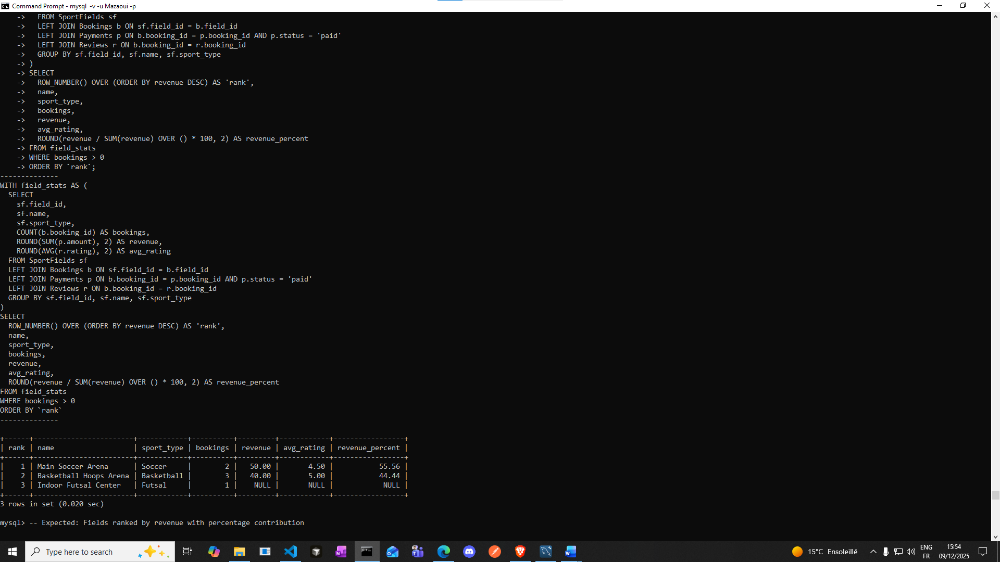 Command Prompt - mysql  -v -u Mazaoui -p
    ->   FROM SportFields sf
    ->   LEFT JOIN Bookings b ON sf.field_id = b.field_id
    ->   LEFT JOIN Payments p ON b.booking_id = p.booking_id AND p.status = 'paid'
    ->   LEFT JOIN Reviews r ON b.booking_id = r.booking_id
    ->   GROUP BY sf.field_id, sf.name, sf.sport_type
    -> )
    -> SELECT
    ->   ROW_NUMBER() OVER (ORDER BY revenue DESC) AS 'rank',
    ->   name,
    ->   sport_type,
    ->   bookings,
    ->   revenue,
    ->   avg_rating,
    ->   ROUND(revenue / SUM(revenue) OVER () * 100, 2) AS revenue_percent
    -> FROM field_stats
    -> WHERE bookings > 0
    -> ORDER BY `rank`;
--------------
WITH field_stats AS (
  SELECT
    sf.field_id,
    sf.name,
    sf.sport_type,
    COUNT(b.booking_id) AS bookings,
    ROUND(SUM(p.amount), 2) AS revenue,
    ROUND(AVG(r.rating), 2) AS avg_rating
  FROM SportFields sf
  LEFT JOIN Bookings b ON sf.field_id = b.field_id
  LEFT JOIN Payments p ON b.booking_id = p.booking_id AND p.status = 'paid'
  LEFT JOIN Reviews r ON b.booking_id = r.booking_id
  GROUP BY sf.field_id, sf.name, sf.sport_type
)
SELECT
  ROW_NUMBER() OVER (ORDER BY revenue DESC) AS 'rank',
  name,
  sport_type,
  bookings,
  revenue,
  avg_rating,
  ROUND(revenue / SUM(revenue) OVER () * 100, 2) AS revenue_percent
FROM field_stats
WHERE bookings > 0
ORDER BY `rank`
--------------
+------+------------------------+------------+----------+---------+------------+-----------------+
| rank | name                   | sport_type | bookings | revenue | avg_rating | revenue_percent |
+------+------------------------+------------+----------+---------+------------+-----------------+
|    1 | Main Soccer Arena      | Soccer     |        2 |   50.00 |       4.50 |           55.56 |
|    2 | Basketball Hoops Arena | Basketball |        3 |   40.00 |       5.00 |           44.44 |
|    3 | Indoor Futsal Center   | Futsal     |        1 |    NULL |       NULL |            NULL |
+------+------------------------+------------+----------+---------+------------+-----------------+
3 rows in set (0.020 sec)
mysql> -- Expected: Fields ranked by revenue with percentage contribution
Type here to search
15°C  Ensoleillé
ENG
FR
15:54
09/12/2025